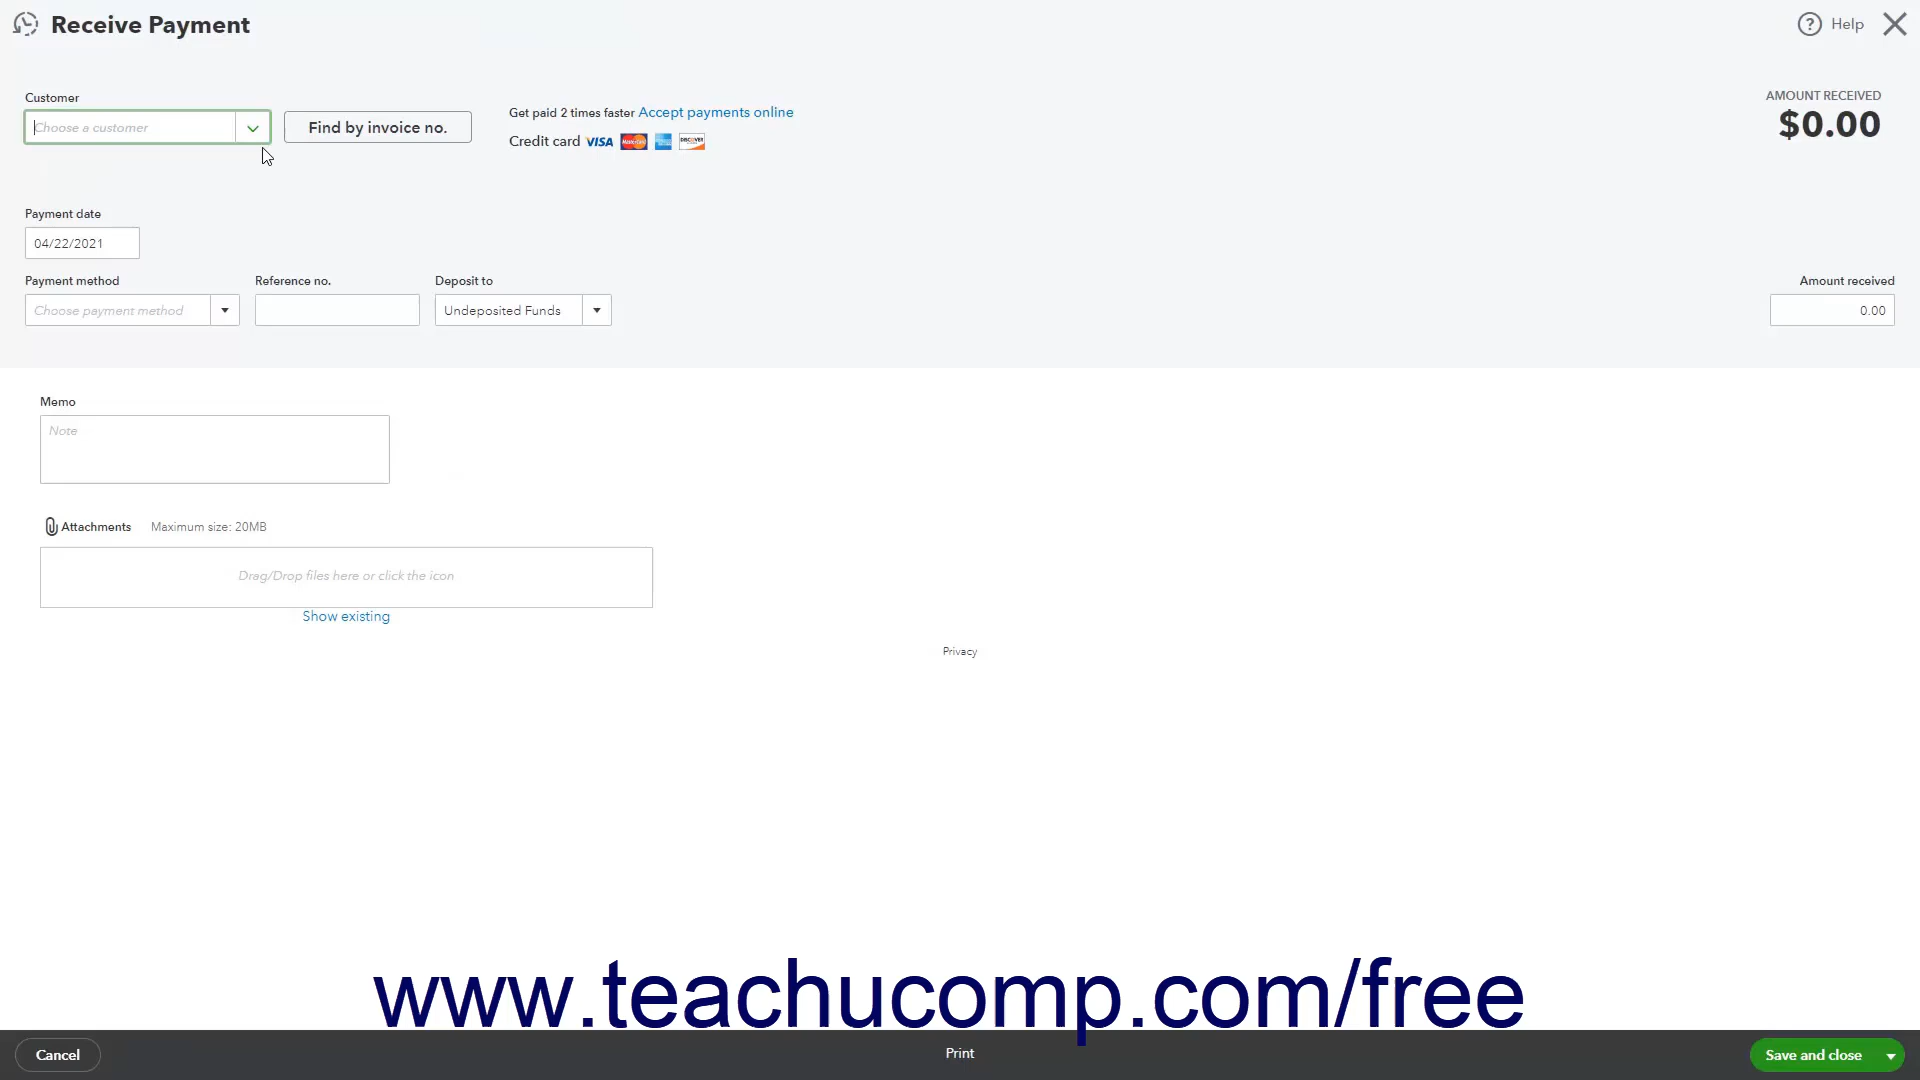 Receive Payment
? Help
Customer
Choose a customer
Find by invoice no.
Get paid 2 times faster Accept payments online
Credit card VISA MasterCard DISCOVER
AMOUNT RECEIVED
$0.00
Payment date
04/22/2021
Payment method
Reference no.
Deposit to
Amount received
Choose payment method
Undeposited Funds
0.00
Memo
Note
Attachments Maximum size: 20MB
Drag/Drop files here or click the icon
Show existing
Privacy
www.teachucomp.com/free
Cancel
Print
Save and close